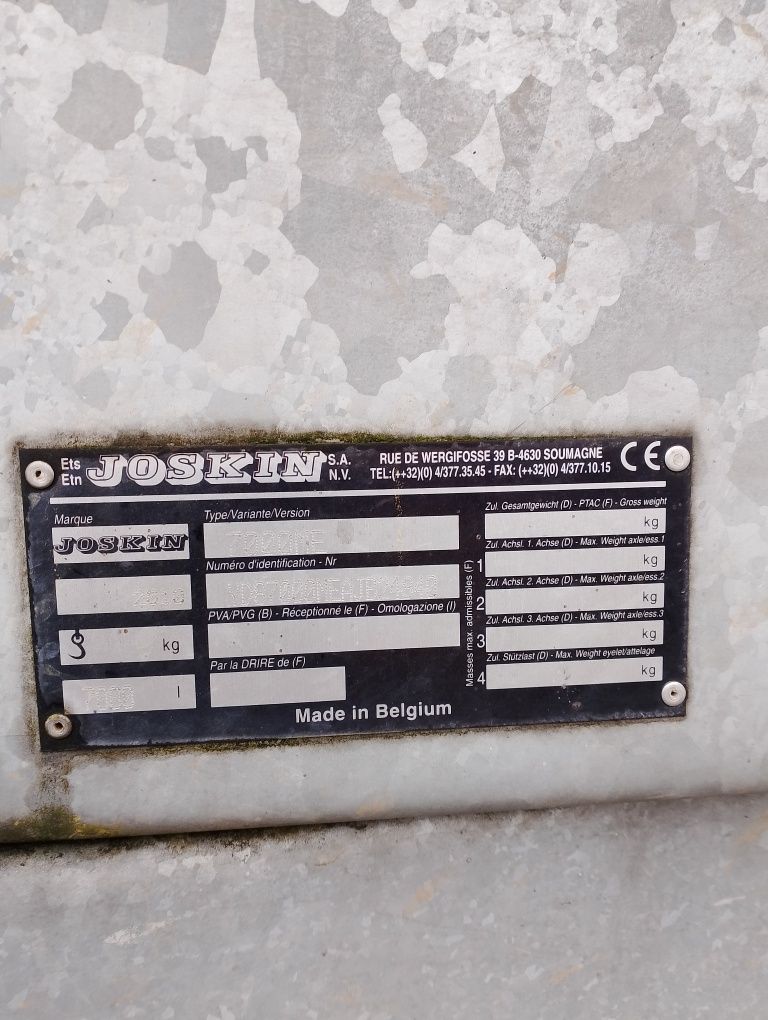 Ets
Etn
JOSKIN
S.A.
N.V.
RUE DE WERGIFOSSE 39 B-4630 SOUMAGNE
TEL:(++32)(0) 4/377.35.45 - FAX: (++32)(0) 4/377.10.15
CE
Marque
JOSKIN
kg
l
Type/Variante/Version
Numéro d'identification - Nr
PVA/PVG (B) - Réceptionné le (F) - Omologazione (I)
Par la DRIRE de (F)
Made in Belgium
Masses max. admissibles (F)
Zul. Gesamtgewicht (D) - PTAC (F) - Gross weight
kg
Zul. Achsl. 1. Achse (D) - Max. Weight axle/ess.1
1 kg
Zul. Achsl. 2. Achse (D) - Max. Weight axle/ess.2
2 kg
Zul. Achsl. 3. Achse (D) - Max. Weight axle/ess.3
3 kg
Zul. Stützlast (D) - Max. Weight eyelet/attelage
4 kg